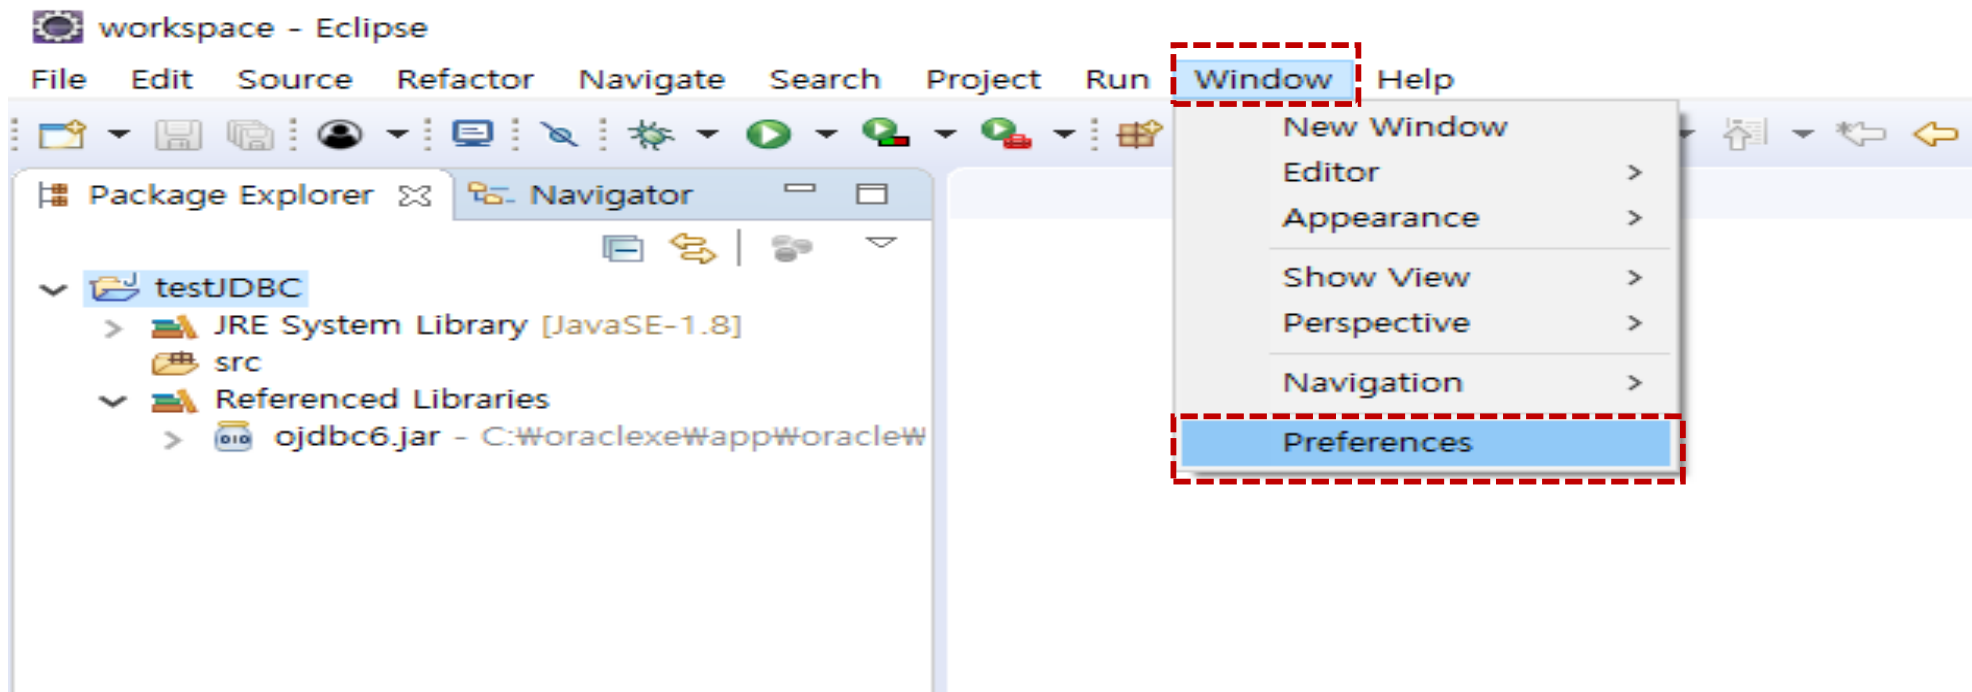 workspace - Eclipse
File Edit Source Refactor Navigate Search Project Run Window Help
Package Explorer Navigator
testJDBC
JRE System Library [JavaSE-1.8]
src
Referenced Libraries
ojdbc6.jar - C:₩oraclexe₩app₩oracle₩
New Window
Editor
Appearance
Show View
Perspective
Navigation
Preferences